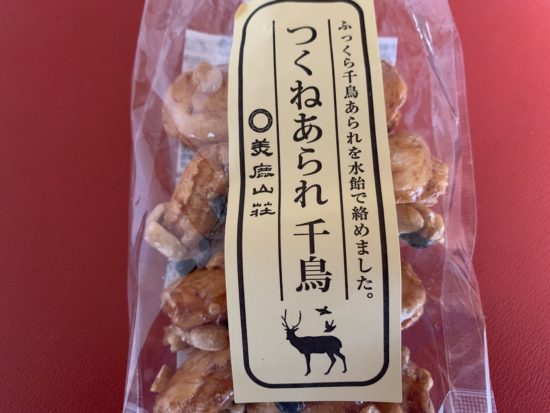 ふっくら千鳥あられを水飴で絡めました。
つくねあられ 千鳥
美鹿山荘